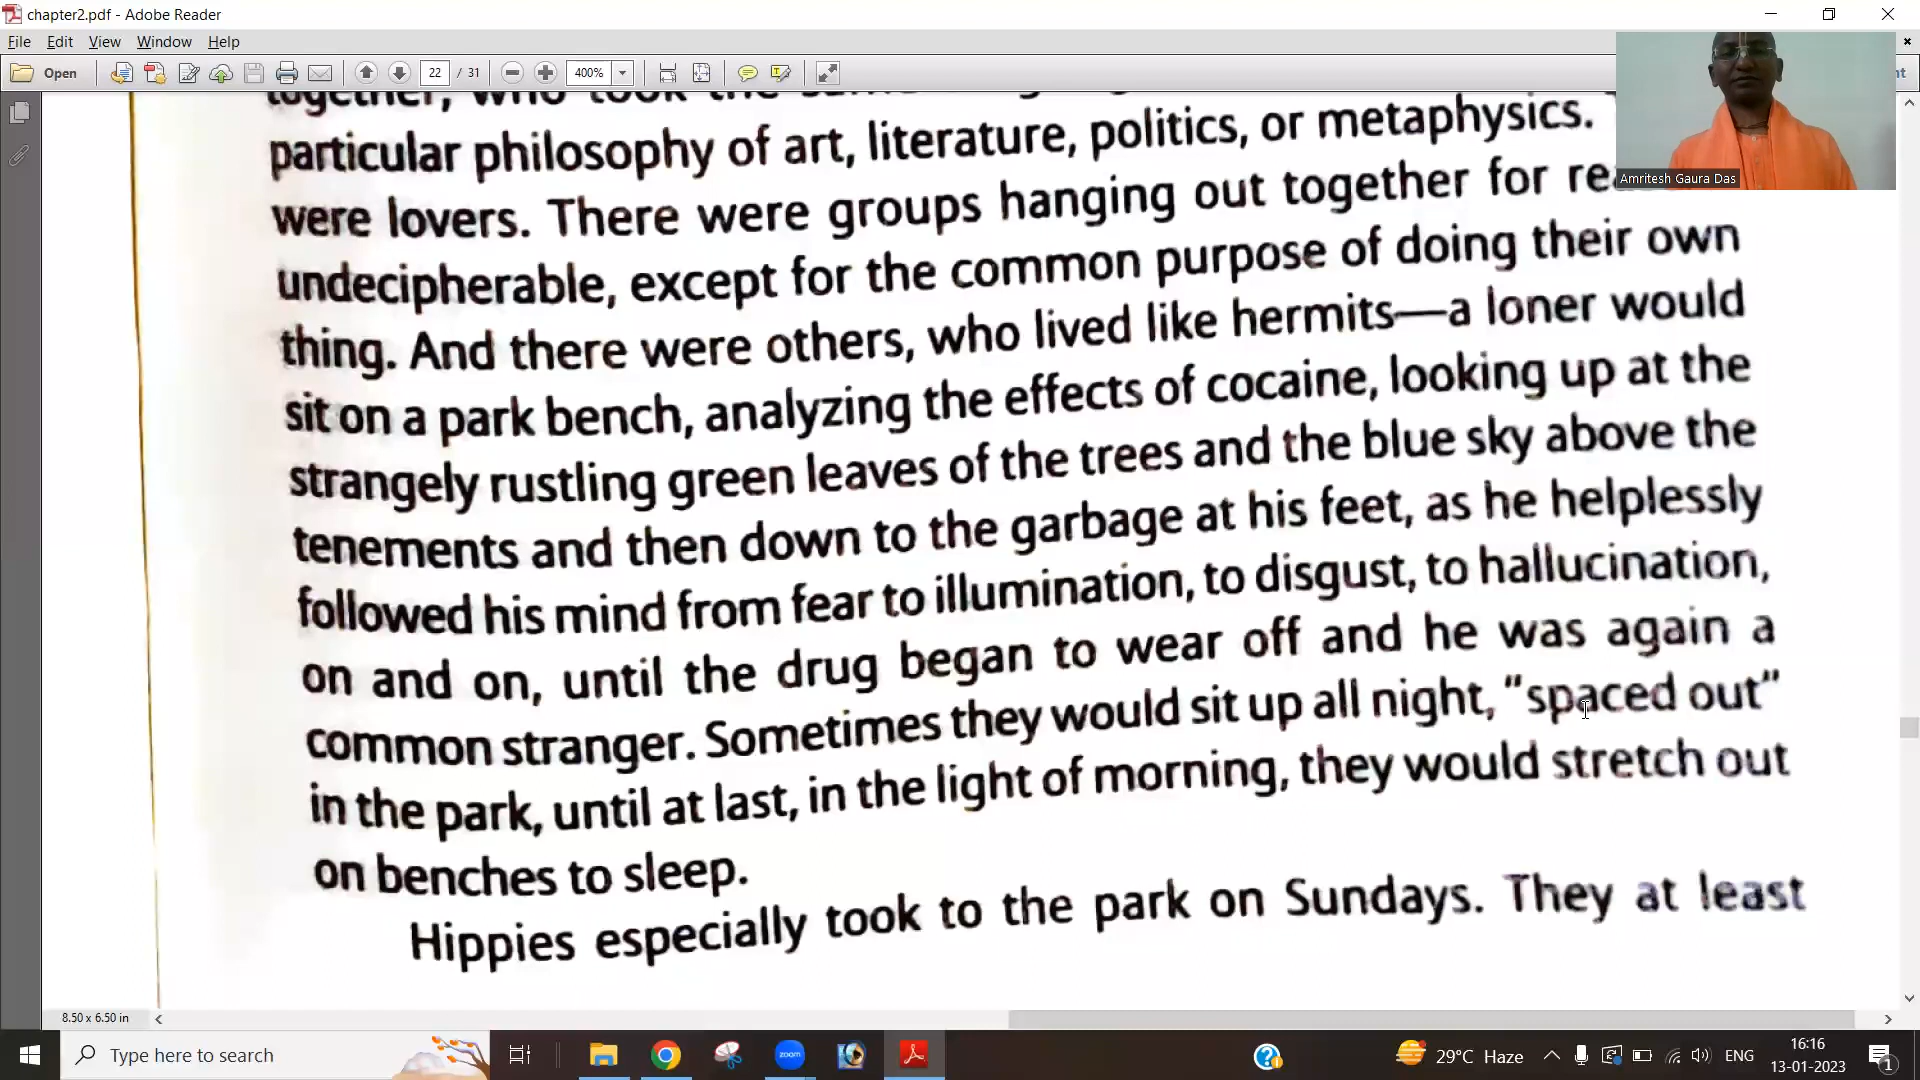 chapter2.pdf - Adobe Reader
File Edit View Window Help
Open 22 / 31 400%
Amritesh Gaura Das
particular philosophy of art, literature, politics, or metaphysics.
were lovers. There were groups hanging out together for
undecipherable, except for the common purpose of doing their own
thing. And there were others, who lived like hermits—a loner would
sit on a park bench, analyzing the effects of cocaine, looking up at the
strangely rustling green leaves of the trees and the blue sky above the
tenements and then down to the garbage at his feet, as he helplessly
followed his mind from fear to illumination, to disgust, to hallucination,
on and on, until the drug began to wear off and he was again a
common stranger. Sometimes they would sit up all night, “spaced out”
in the park, until at last, in the light of morning, they would stretch out
on benches to sleep.
Hippies especially took to the park on Sundays. They at least
8.50 x 6.50 in
Type here to search
zoom
29°C Haze
ENG
16:16
13-01-2023
1